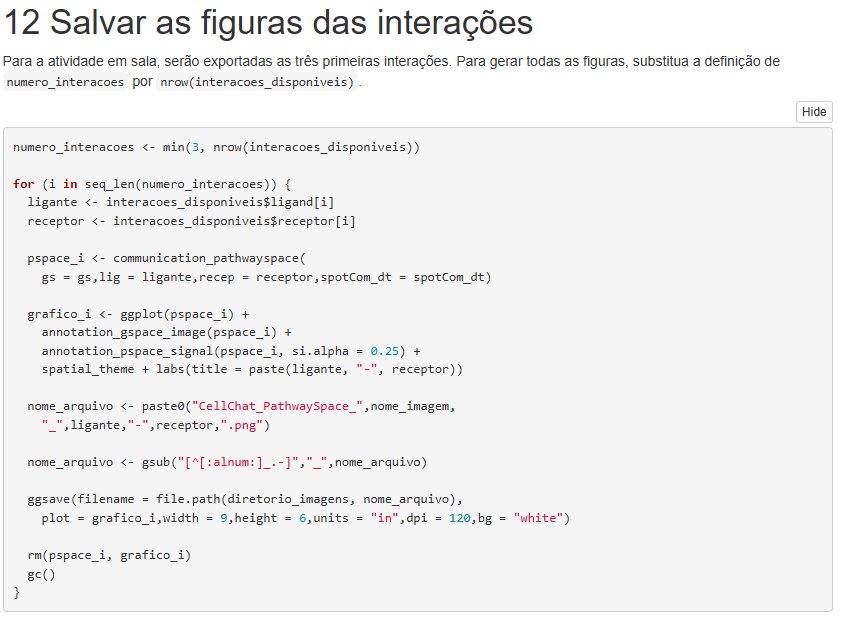 12 Salvar as figuras das interações
Para a atividade em sala, serão exportadas as três primeiras interações. Para gerar todas as figuras, substitua a definição de
numero_interacoes por nrow(interacoes_disponiveis) .
Hide
numero_interacoes <- min(3, nrow(interacoes_disponiveis))
for (i in seq_len(numero_interacoes)) {
  ligante <- interacoes_disponiveis$ligand[i]
  receptor <- interacoes_disponiveis$receptor[i]
  pspace_i <- communication_pathwayspace(
    gs = gs,lig = ligante,recep = receptor,spotCom_dt = spotCom_dt)
  grafico_i <- ggplot(pspace_i) +
    annotation_gspace_image(pspace_i) +
    annotation_pspace_signal(pspace_i, si.alpha = 0.25) +
    spatial_theme + labs(title = paste(ligante, "-", receptor))
  nome_arquivo <- paste0("CellChat_PathwaySpace_",nome_imagem,
    "_",ligante,"-",receptor,".png")
  nome_arquivo <- gsub("[^[:alnum:]_.-]","_",nome_arquivo)
  ggsave(filename = file.path(diretorio_imagens, nome_arquivo),
    plot = grafico_i,width = 9,height = 6,units = "in",dpi = 120,bg = "white")
  rm(pspace_i, grafico_i)
  gc()
}